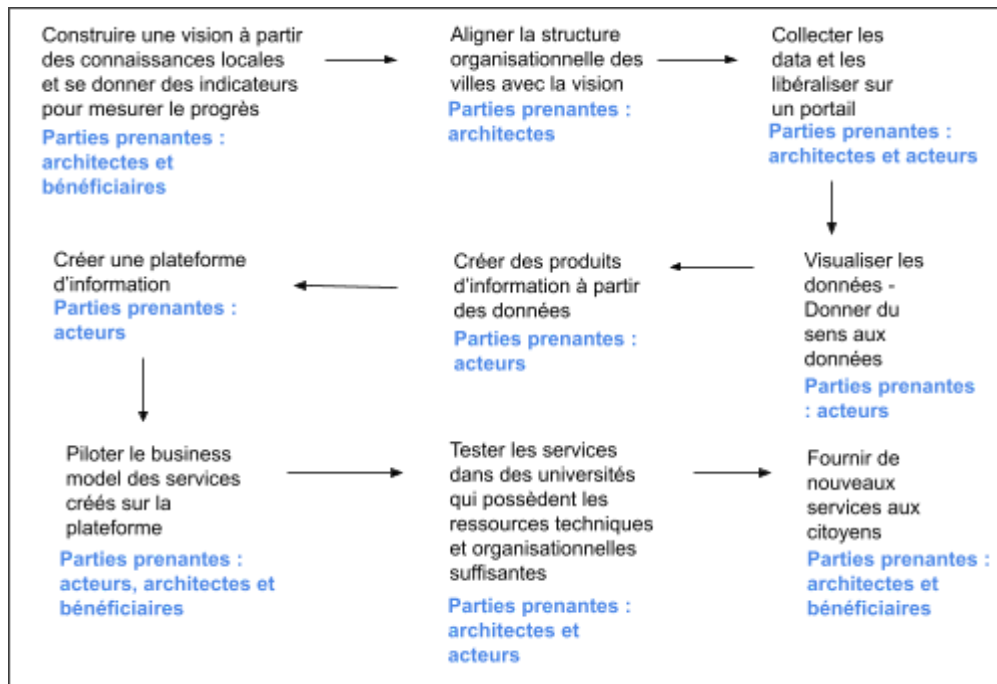 Construire une vision à partir
des connaissances locales
et se donner des indicateurs
pour mesurer le progrès
Parties prenantes :
architectes et
bénéficiaires
Aligner la structure
organisationnelle des
villes avec la vision
Parties prenantes :
architectes
Collecter les
data et les
libéraliser sur
un portail
Parties prenantes :
architectes et acteurs
Visualiser les
données -
Donner du
sens aux
données
Parties prenantes
: acteurs
Créer des produits
d'information à partir
des données
Parties prenantes :
acteurs
Créer une plateforme
d'information
Parties prenantes :
acteurs
Piloter le business
model des services
créés sur la
plateforme
Parties prenantes :
acteurs, architectes et
bénéficiaires
Tester les services
dans des universités
qui possèdent les
ressources techniques
et organisationnelles
suffisantes
Parties prenantes :
architectes et
acteurs
Fournir de
nouveaux
services aux
citoyens
Parties prenantes :
architectes et
bénéficiaires